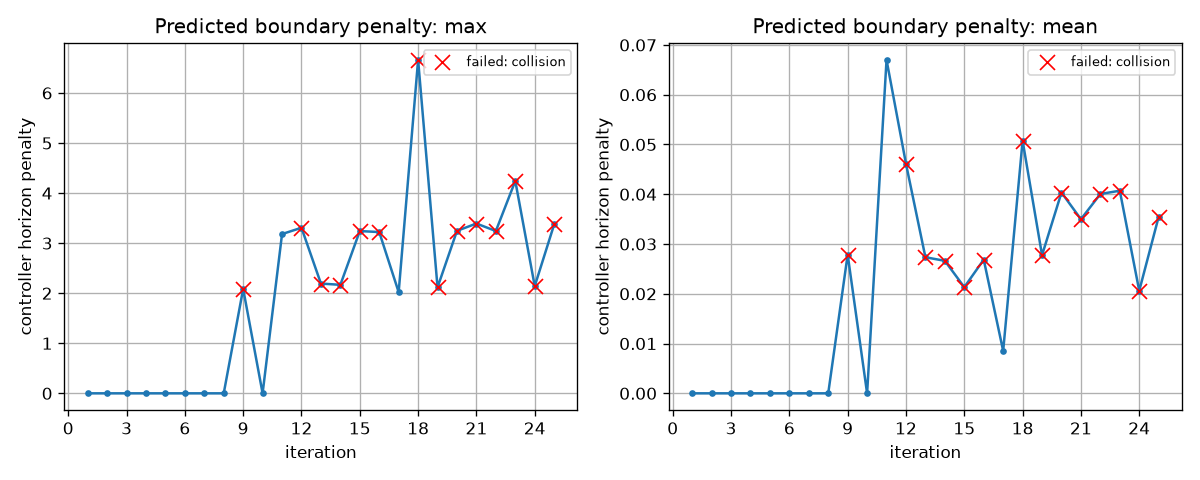 Predicted boundary penalty: max
failed: collision
controller horizon penalty
6
5
4
3
2
1
0
0 3 6 9 12 15 18 21 24
iteration
Predicted boundary penalty: mean
failed: collision
controller horizon penalty
0.07
0.06
0.05
0.04
0.03
0.02
0.01
0.00
0 3 6 9 12 15 18 21 24
iteration